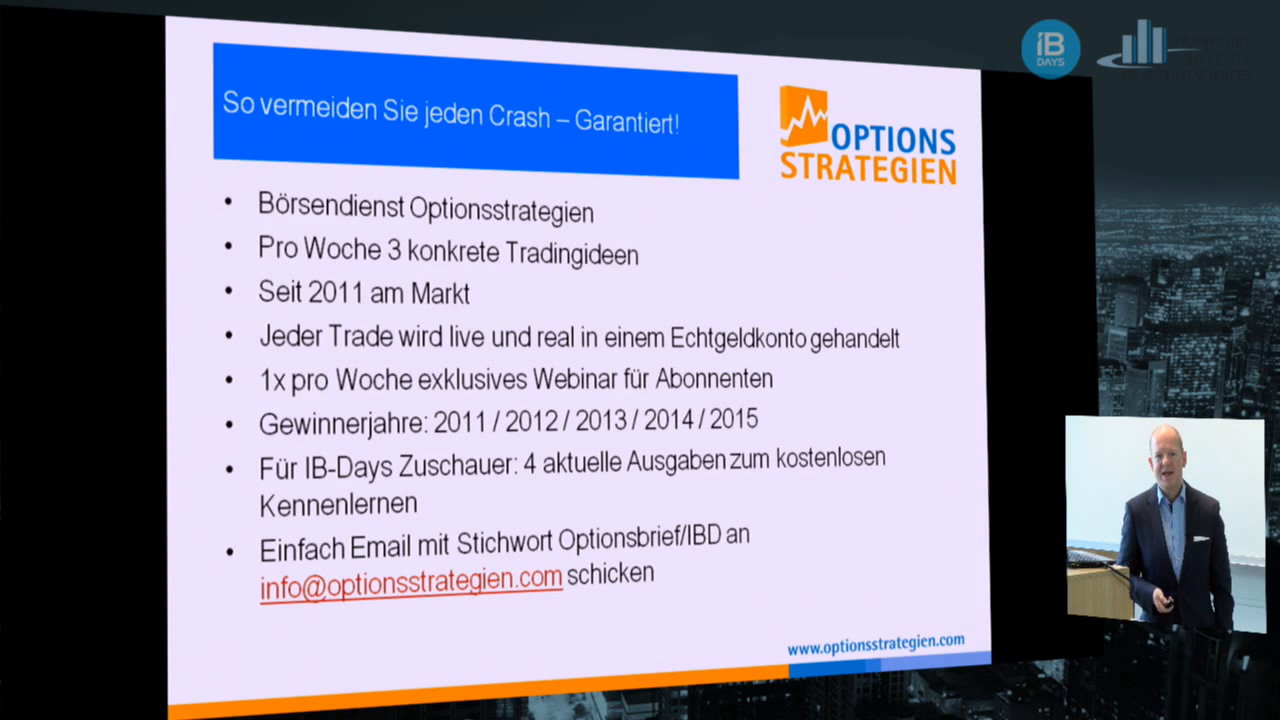 iB
DAYS
So vermeiden Sie jeden Crash – Garantiert!
OPTIONS
STRATEGIEN
• Börsendienst Optionsstrategien
• Pro Woche 3 konkrete Tradingideen
• Seit 2011 am Markt
• Jeder Trade wird live und real in einem Echtgeldkonto gehandelt
• 1x pro Woche exklusives Webinar für Abonnenten
• Gewinnerjahre: 2011 / 2012 / 2013 / 2014 / 2015
• Für IB-Days Zuschauer: 4 aktuelle Ausgaben zum kostenlosen
Kennenlernen
• Einfach Email mit Stichwort Optionsbrief/IBD an
info@optionsstrategien.com schicken
www.optionsstrategien.com